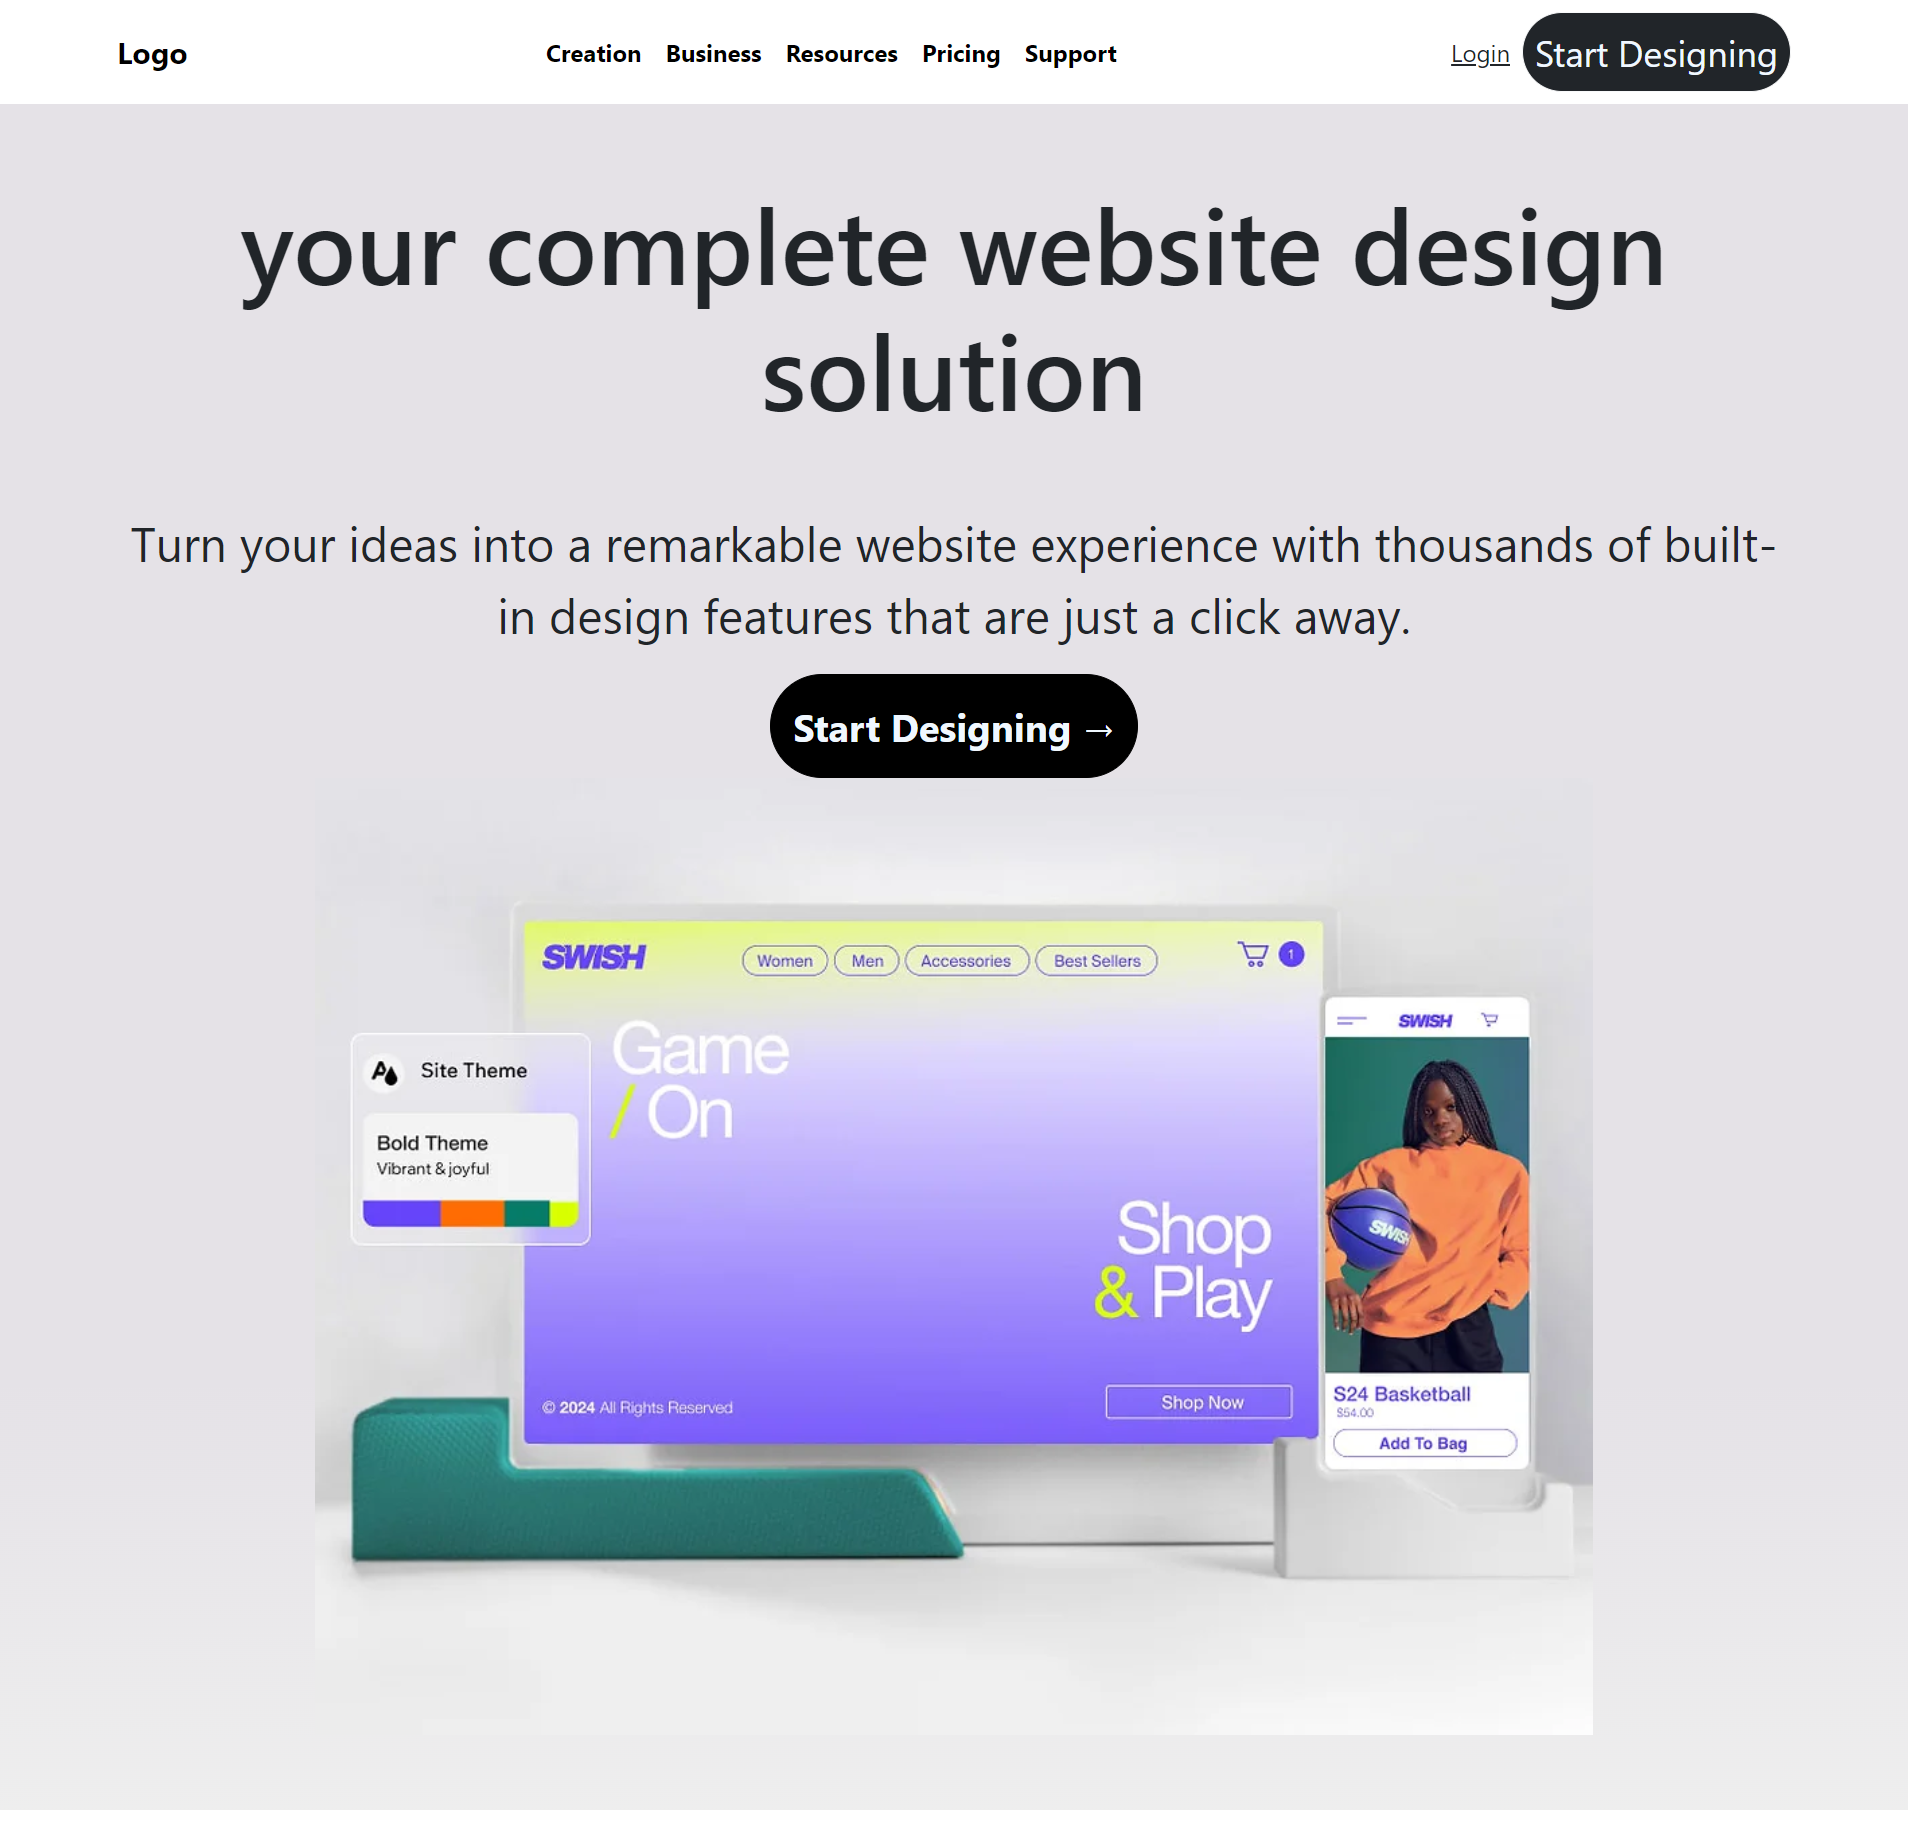 Logo
Creation Business Resources Pricing Support
Login Start Designing
your complete website design
solution
Turn your ideas into a remarkable website experience with thousands of built-
in design features that are just a click away.
Start Designing →
SWISH
Women Men Accessories Best Sellers
1
Game
/ On
Shop
& Play
© 2024 All Rights Reserved
Shop Now
Site Theme
Bold Theme
Vibrant & joyful
SWISH
SWISH
S24 Basketball
$54.00
Add To Bag